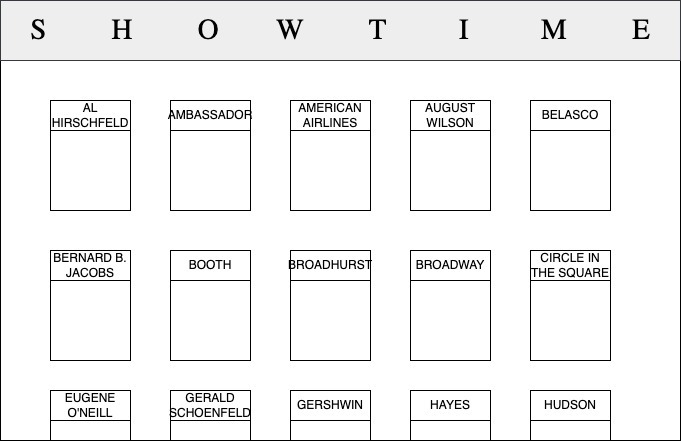 S H O W T I M E
AL
HIRSCHFELD
AMBASSADOR
AMERICAN
AIRLINES
AUGUST
WILSON
BELASCO
BERNARD B.
JACOBS
BOOTH
BROADHURST
BROADWAY
CIRCLE IN
THE SQUARE
EUGENE
O'NEILL
GERALD
SCHOENFELD
GERSHWIN
HAYES
HUDSON